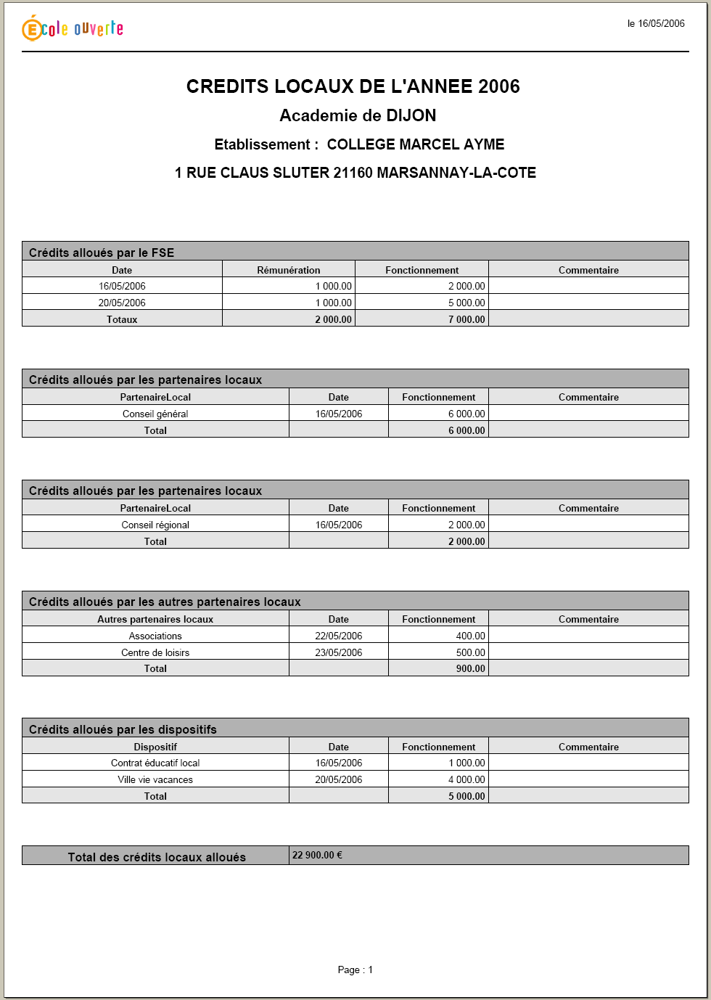 École ouverte
le 16/05/2006
CREDITS LOCAUX DE L'ANNEE 2006
Academie de DIJON
Etablissement : COLLEGE MARCEL AYME
1 RUE CLAUS SLUTER 21160 MARSANNAY-LA-COTE
Crédits alloués par le FSE
Date Rémunération Fonctionnement Commentaire
16/05/2006 1 000.00 2 000.00
20/05/2006 1 000.00 5 000.00
Totaux 2 000.00 7 000.00
Crédits alloués par les partenaires locaux
PartenaireLocal Date Fonctionnement Commentaire
Conseil général 16/05/2006 6 000.00
Total 6 000.00
Crédits alloués par les partenaires locaux
PartenaireLocal Date Fonctionnement Commentaire
Conseil régional 16/05/2006 2 000.00
Total 2 000.00
Crédits alloués par les autres partenaires locaux
Autres partenaires locaux Date Fonctionnement Commentaire
Associations 22/05/2006 400.00
Centre de loisirs 23/05/2006 500.00
Total 900.00
Crédits alloués par les dispositifs
Dispositif Date Fonctionnement Commentaire
Contrat éducatif local 16/05/2006 1 000.00
Ville vie vacances 20/05/2006 4 000.00
Total 5 000.00
Total des crédits locaux alloués 22 900.00 €
Page : 1